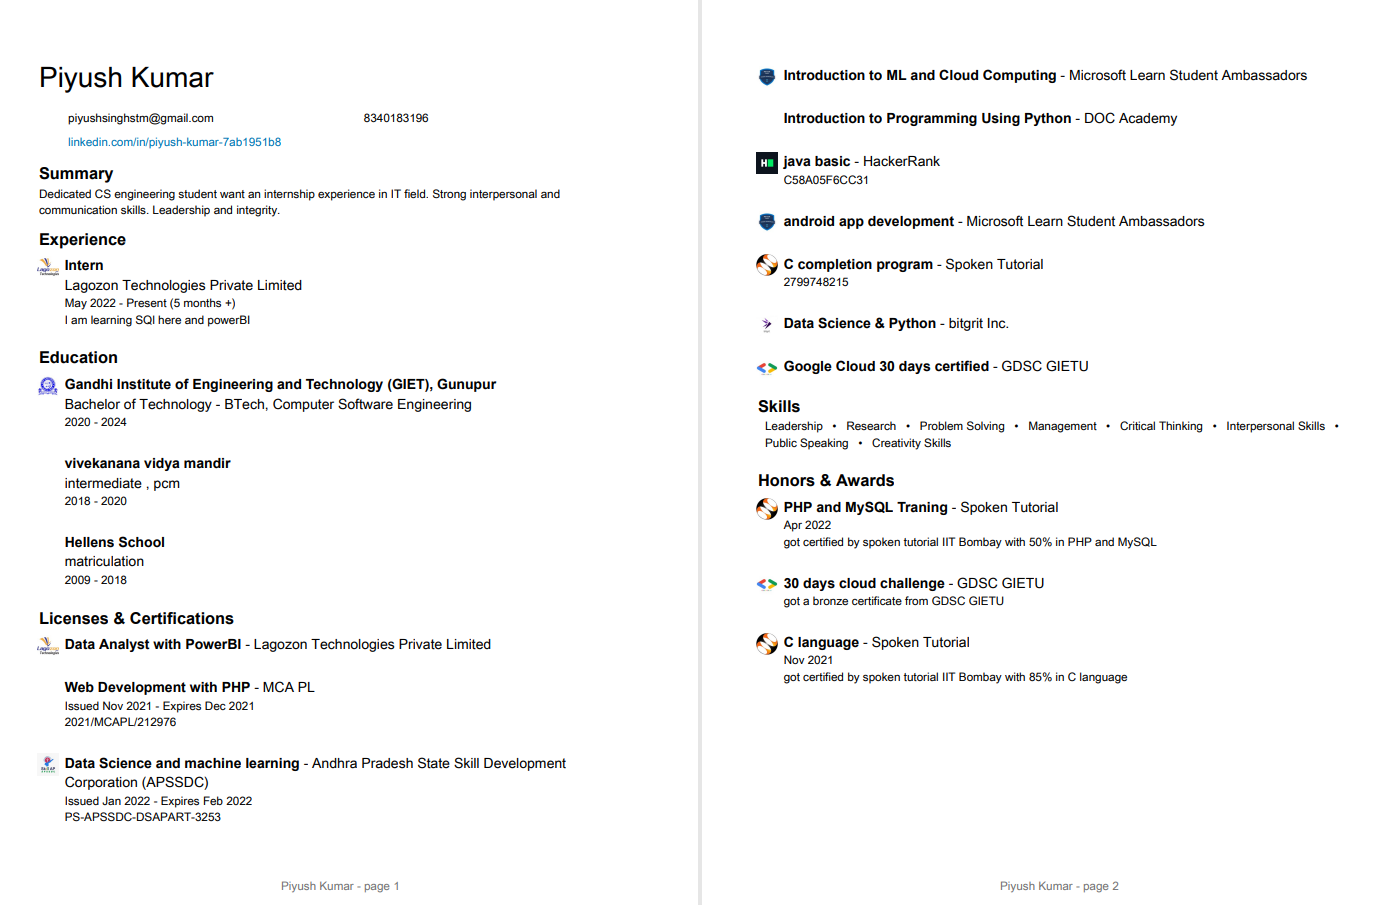 Piyush Kumar
piyushsinghstm@gmail.com 8340183196
linkedin.com/in/piyush-kumar-7ab1951b8
Summary
Dedicated CS engineering student want an internship experience in IT field. Strong interpersonal and
communication skills. Leadership and integrity.
Experience
Intern
Lagozon Technologies Private Limited
May 2022 - Present (5 months +)
I am learning SQl here and powerBI
Education
Gandhi Institute of Engineering and Technology (GIET), Gunupur
Bachelor of Technology - BTech, Computer Software Engineering
2020 - 2024
vivekanana vidya mandir
intermediate , pcm
2018 - 2020
Hellens School
matriculation
2009 - 2018
Licenses & Certifications
Data Analyst with PowerBI - Lagozon Technologies Private Limited
Web Development with PHP - MCA PL
Issued Nov 2021 - Expires Dec 2021
2021/MCAPL/212976
Data Science and machine learning - Andhra Pradesh State Skill Development
Corporation (APSSDC)
Issued Jan 2022 - Expires Feb 2022
PS-APSSDC-DSAPART-3253
Piyush Kumar - page 1
Introduction to ML and Cloud Computing - Microsoft Learn Student Ambassadors
Introduction to Programming Using Python - DOC Academy
java basic - HackerRank
C58A05F6CC31
android app development - Microsoft Learn Student Ambassadors
C completion program - Spoken Tutorial
2799748215
Data Science & Python - bitgrit Inc.
Google Cloud 30 days certified - GDSC GIETU
Skills
Leadership • Research • Problem Solving • Management • Critical Thinking • Interpersonal Skills •
Public Speaking • Creativity Skills
Honors & Awards
PHP and MySQL Traning - Spoken Tutorial
Apr 2022
got certified by spoken tutorial IIT Bombay with 50% in PHP and MySQL
30 days cloud challenge - GDSC GIETU
got a bronze certificate from GDSC GIETU
C language - Spoken Tutorial
Nov 2021
got certified by spoken tutorial IIT Bombay with 85% in C language
Piyush Kumar - page 2